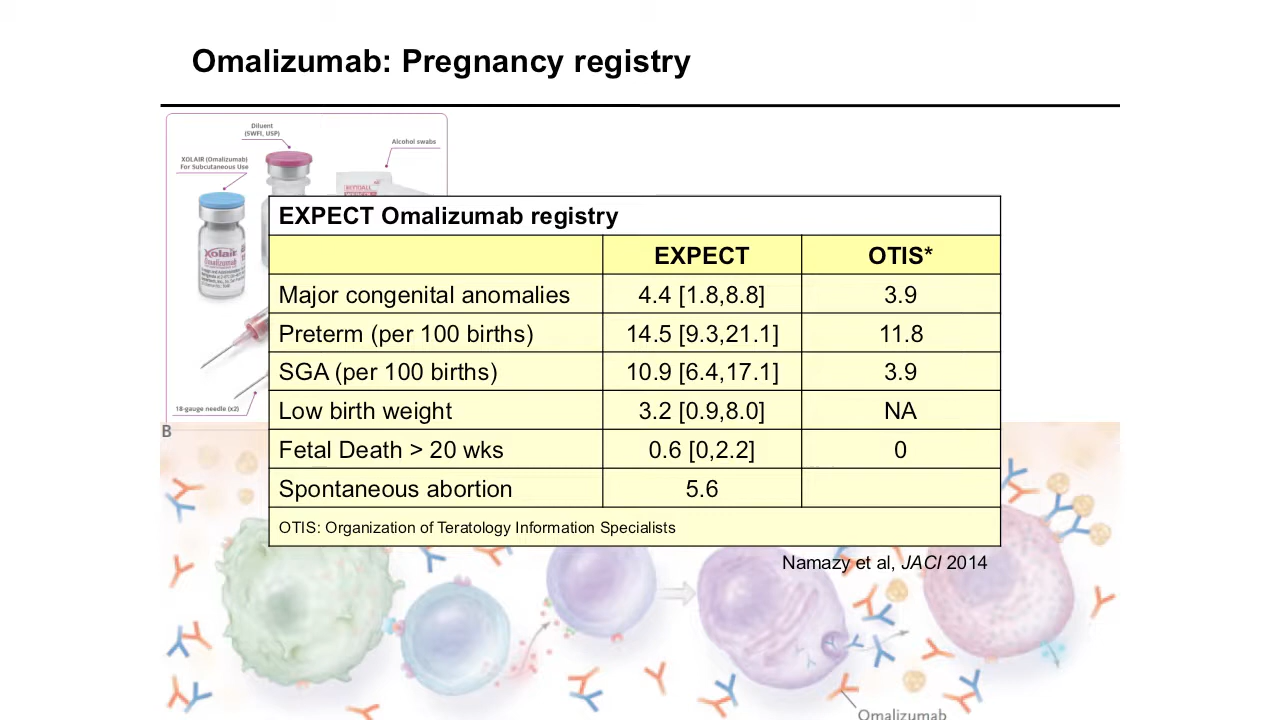 Omalizumab: Pregnancy registry
Diluent
(SWFI, USP)
Alcohol swabs
XOLAIR (Omalizumab)
For Subcutaneous Use
Xolair
Omalizumab
18-gauge needle (x2)
B
EXPECT Omalizumab registry
EXPECT OTIS*
Major congenital anomalies 4.4 [1.8,8.8] 3.9
Preterm (per 100 births) 14.5 [9.3,21.1] 11.8
SGA (per 100 births) 10.9 [6.4,17.1] 3.9
Low birth weight 3.2 [0.9,8.0] NA
Fetal Death > 20 wks 0.6 [0,2.2] 0
Spontaneous abortion 5.6
OTIS: Organization of Teratology Information Specialists
Namazy et al, JACI 2014
Omalizumab